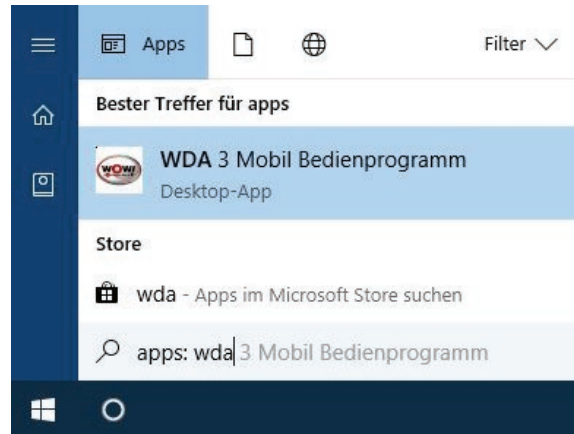 Apps
Filter
Bester Treffer für apps
WOW!
WDA 3 Mobil Bedienprogramm
Desktop-App
Store
wda - Apps im Microsoft Store suchen
apps: wda 3 Mobil Bedienprogramm